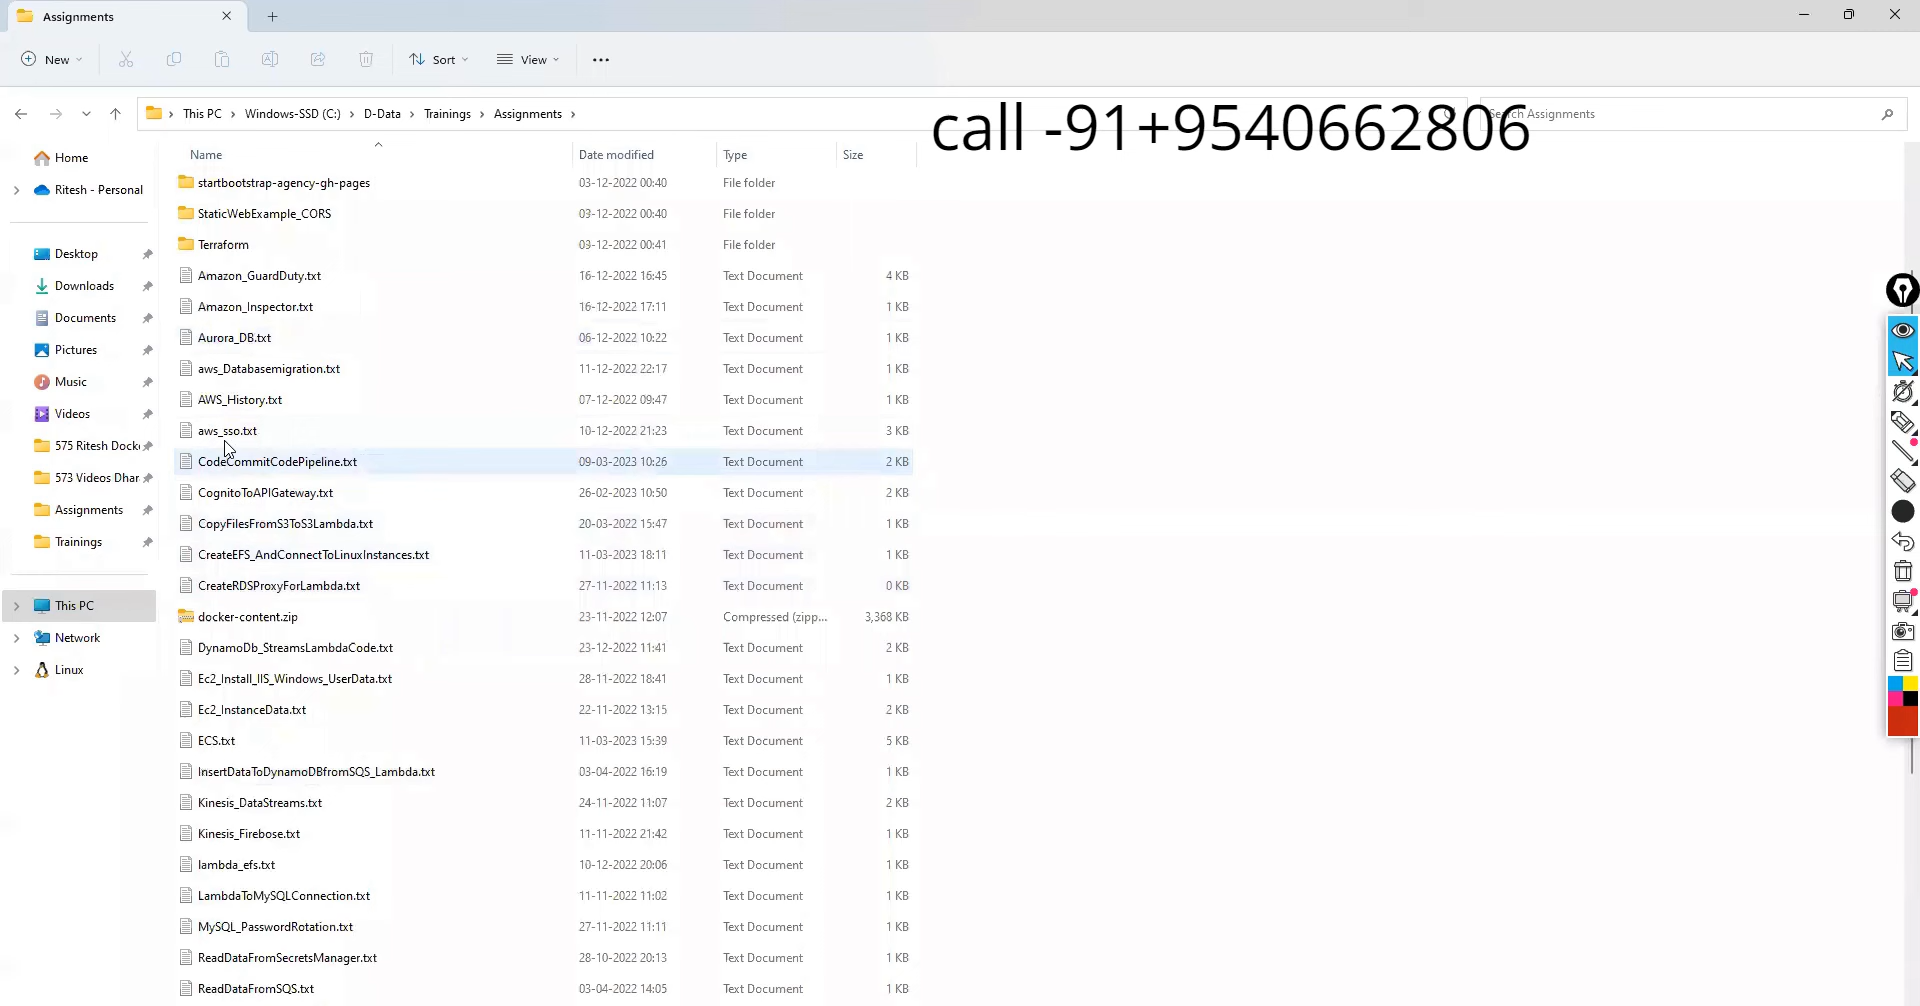 Assignments
New
Sort
View
This PC
Windows-SSD (C:)
D-Data
Trainings
Assignments
Search Assignments
call -91+9540662806
Home
Ritesh - Personal
Desktop
Downloads
Documents
Pictures
Music
Videos
575 Ritesh Docke
573 Videos Dhar
Assignments
Trainings
This PC
Network
Linux
Name Date modified Type Size
startbootstrap-agency-gh-pages 03-12-2022 00:40 File folder
StaticWebExample_CORS 03-12-2022 00:40 File folder
Terraform 03-12-2022 00:41 File folder
Amazon_GuardDuty.txt 16-12-2022 16:45 Text Document 4 KB
Amazon_Inspector.txt 16-12-2022 17:11 Text Document 1 KB
Aurora_DB.txt 06-12-2022 10:22 Text Document 1 KB
aws_Databasemigration.txt 11-12-2022 22:17 Text Document 1 KB
AWS_History.txt 07-12-2022 09:47 Text Document 1 KB
aws_sso.txt 10-12-2022 21:23 Text Document 3 KB
CodeCommitCodePipeline.txt 09-03-2023 10:26 Text Document 2 KB
CognitoToAPIGateway.txt 26-02-2023 10:50 Text Document 2 KB
CopyFilesFromS3ToS3Lambda.txt 20-03-2022 15:47 Text Document 1 KB
CreateEFS_AndConnectToLinuxInstances.txt 11-03-2023 18:11 Text Document 1 KB
CreateRDSProxyForLambda.txt 27-11-2022 11:13 Text Document 0 KB
docker-content.zip 23-11-2022 12:07 Compressed (zipp... 3,368 KB
DynamoDb_StreamsLambdaCode.txt 23-12-2022 11:41 Text Document 2 KB
Ec2_Install_IIS_Windows_UserData.txt 28-11-2022 18:41 Text Document 1 KB
Ec2_InstanceData.txt 22-11-2022 13:15 Text Document 2 KB
ECS.txt 11-03-2023 15:39 Text Document 5 KB
InsertDataToDynamoDBfromSQS_Lambda.txt 03-04-2022 16:19 Text Document 1 KB
Kinesis_DataStreams.txt 24-11-2022 11:07 Text Document 2 KB
Kinesis_Firebose.txt 11-11-2022 21:42 Text Document 1 KB
lambda_efs.txt 10-12-2022 20:06 Text Document 1 KB
LambdaToMySQLConnection.txt 11-11-2022 11:02 Text Document 1 KB
MySQL_PasswordRotation.txt 27-11-2022 11:11 Text Document 1 KB
ReadDataFromSecretsManager.txt 28-10-2022 20:13 Text Document 1 KB
ReadDataFromSQS.txt 03-04-2022 14:05 Text Document 1 KB